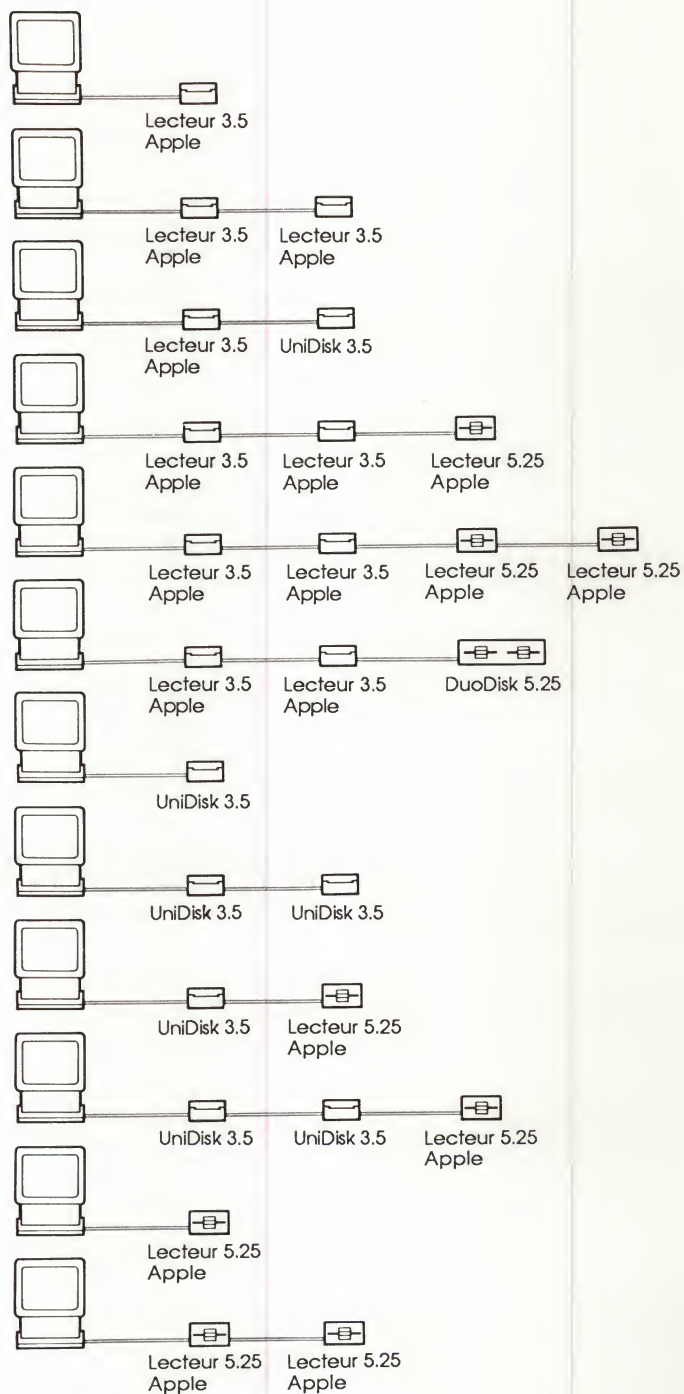 Lecteur 3.5
Apple
Lecteur 3.5 Lecteur 3.5
Apple Apple
Lecteur 3.5 UniDisk 3.5
Apple
Lecteur 3.5 Lecteur 3.5 Lecteur 5.25
Apple Apple Apple
Lecteur 3.5 Lecteur 3.5 Lecteur 5.25 Lecteur 5.25
Apple Apple Apple Apple
Lecteur 3.5 Lecteur 3.5 DuoDisk 5.25
Apple Apple
UniDisk 3.5
UniDisk 3.5 UniDisk 3.5
UniDisk 3.5 Lecteur 5.25
Apple
UniDisk 3.5 UniDisk 3.5 Lecteur 5.25
Apple
Lecteur 5.25
Apple
Lecteur 5.25 Lecteur 5.25
Apple Apple